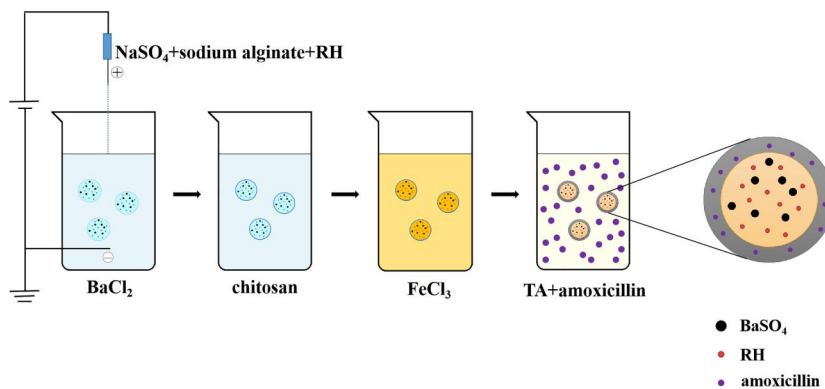 NaSO₄+sodium alginate+RH
+
−
BaCl₂
chitosan
FeCl₃
TA+amoxicillin
BaSO₄
RH
amoxicillin